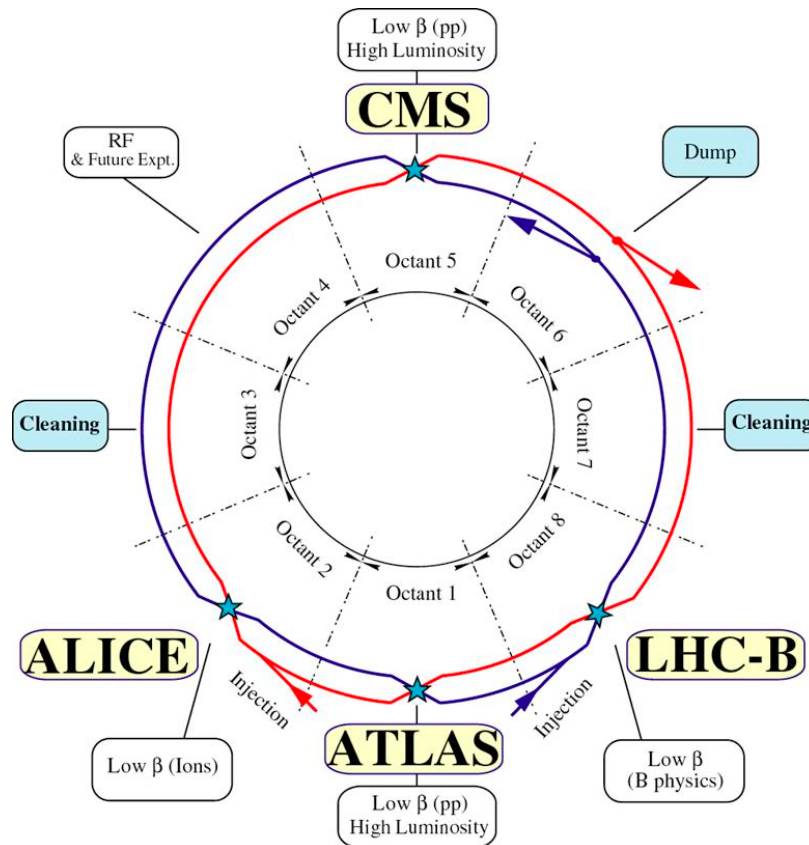 Low β (pp)
High Luminosity
CMS
RF
& Future Expt.
Dump
Octant 5
Octant 4
Octant 6
Cleaning
Octant 3
Octant 7
Cleaning
Octant 2
Octant 8
Octant 1
ALICE
LHC-B
Injection
Injection
ATLAS
Low β (Ions)
Low β
(B physics)
Low β (pp)
High Luminosity